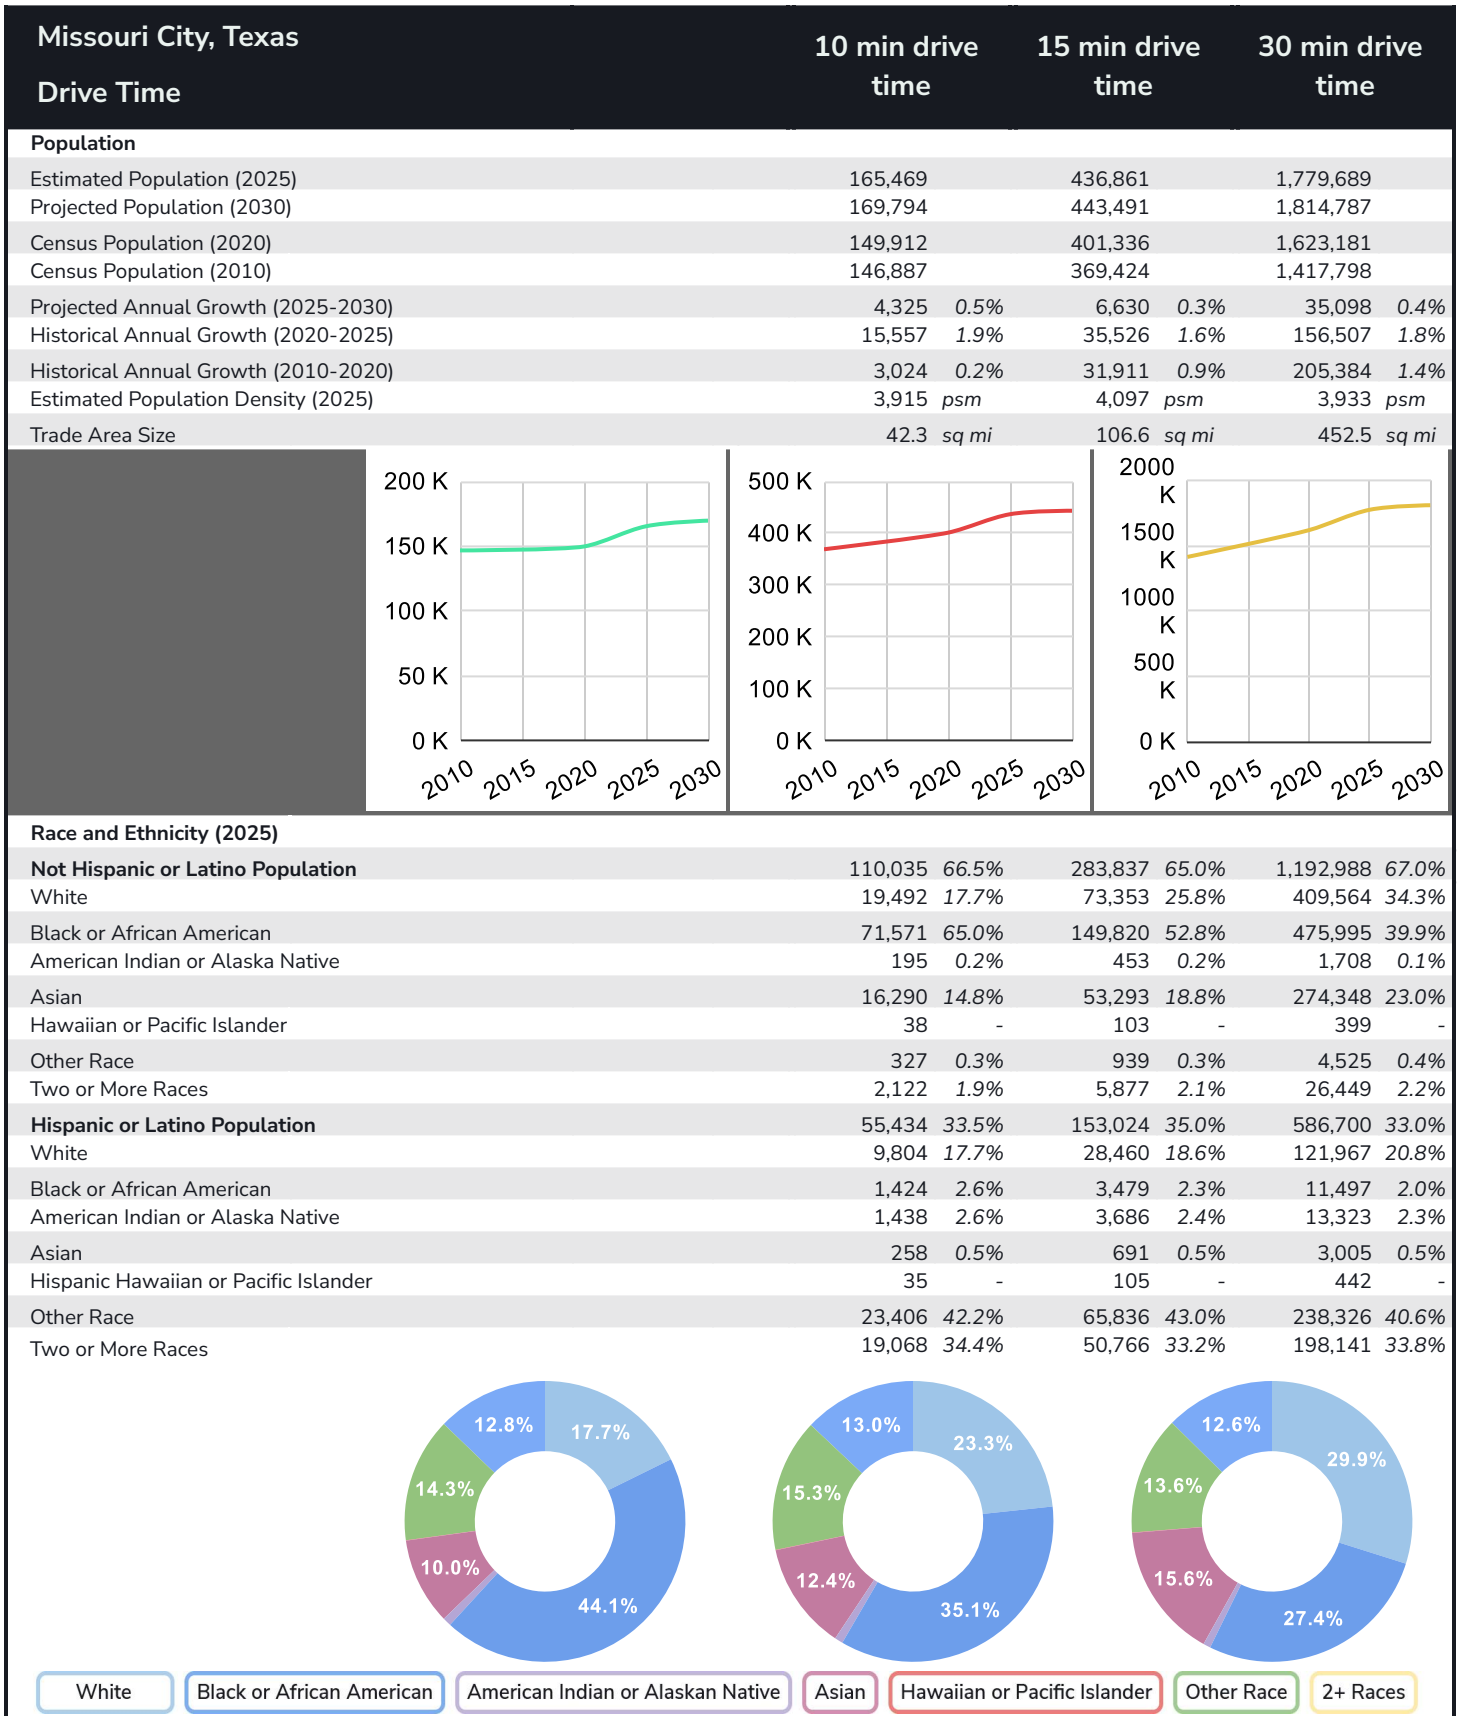 Missouri City, Texas
Drive Time
10 min drive time
15 min drive time
30 min drive time
Population
Estimated Population (2025) 165,469 436,861 1,779,689
Projected Population (2030) 169,794 443,491 1,814,787
Census Population (2020) 149,912 401,336 1,623,181
Census Population (2010) 146,887 369,424 1,417,798
Projected Annual Growth (2025-2030) 4,325 0.5% 6,630 0.3% 35,098 0.4%
Historical Annual Growth (2020-2025) 15,557 1.9% 35,526 1.6% 156,507 1.8%
Historical Annual Growth (2010-2020) 3,024 0.2% 31,911 0.9% 205,384 1.4%
Estimated Population Density (2025) 3,915 psm 4,097 psm 3,933 psm
Trade Area Size 42.3 sq mi 106.6 sq mi 452.5 sq mi
200 K
150 K
100 K
50 K
0 K
2010 2015 2020 2025 2030
500 K
400 K
300 K
200 K
100 K
0 K
2010 2015 2020 2025 2030
2000 K
1500 K
1000 K
500 K
0 K
2010 2015 2020 2025 2030
Race and Ethnicity (2025)
Not Hispanic or Latino Population 110,035 66.5% 283,837 65.0% 1,192,988 67.0%
White 19,492 17.7% 73,353 25.8% 409,564 34.3%
Black or African American 71,571 65.0% 149,820 52.8% 475,995 39.9%
American Indian or Alaska Native 195 0.2% 453 0.2% 1,708 0.1%
Asian 16,290 14.8% 53,293 18.8% 274,348 23.0%
Hawaiian or Pacific Islander 38 - 103 - 399 -
Other Race 327 0.3% 939 0.3% 4,525 0.4%
Two or More Races 2,122 1.9% 5,877 2.1% 26,449 2.2%
Hispanic or Latino Population 55,434 33.5% 153,024 35.0% 586,700 33.0%
White 9,804 17.7% 28,460 18.6% 121,967 20.8%
Black or African American 1,424 2.6% 3,479 2.3% 11,497 2.0%
American Indian or Alaska Native 1,438 2.6% 3,686 2.4% 13,323 2.3%
Asian 258 0.5% 691 0.5% 3,005 0.5%
Hispanic Hawaiian or Pacific Islander 35 - 105 - 442 -
Other Race 23,406 42.2% 65,836 43.0% 238,326 40.6%
Two or More Races 19,068 34.4% 50,766 33.2% 198,141 33.8%
12.8% 17.7%
14.3%
10.0%
44.1%
13.0% 23.3%
15.3%
12.4%
35.1%
12.6% 29.9%
13.6%
15.6%
27.4%
White Black or African American American Indian or Alaskan Native Asian Hawaiian or Pacific Islander Other Race 2+ Races